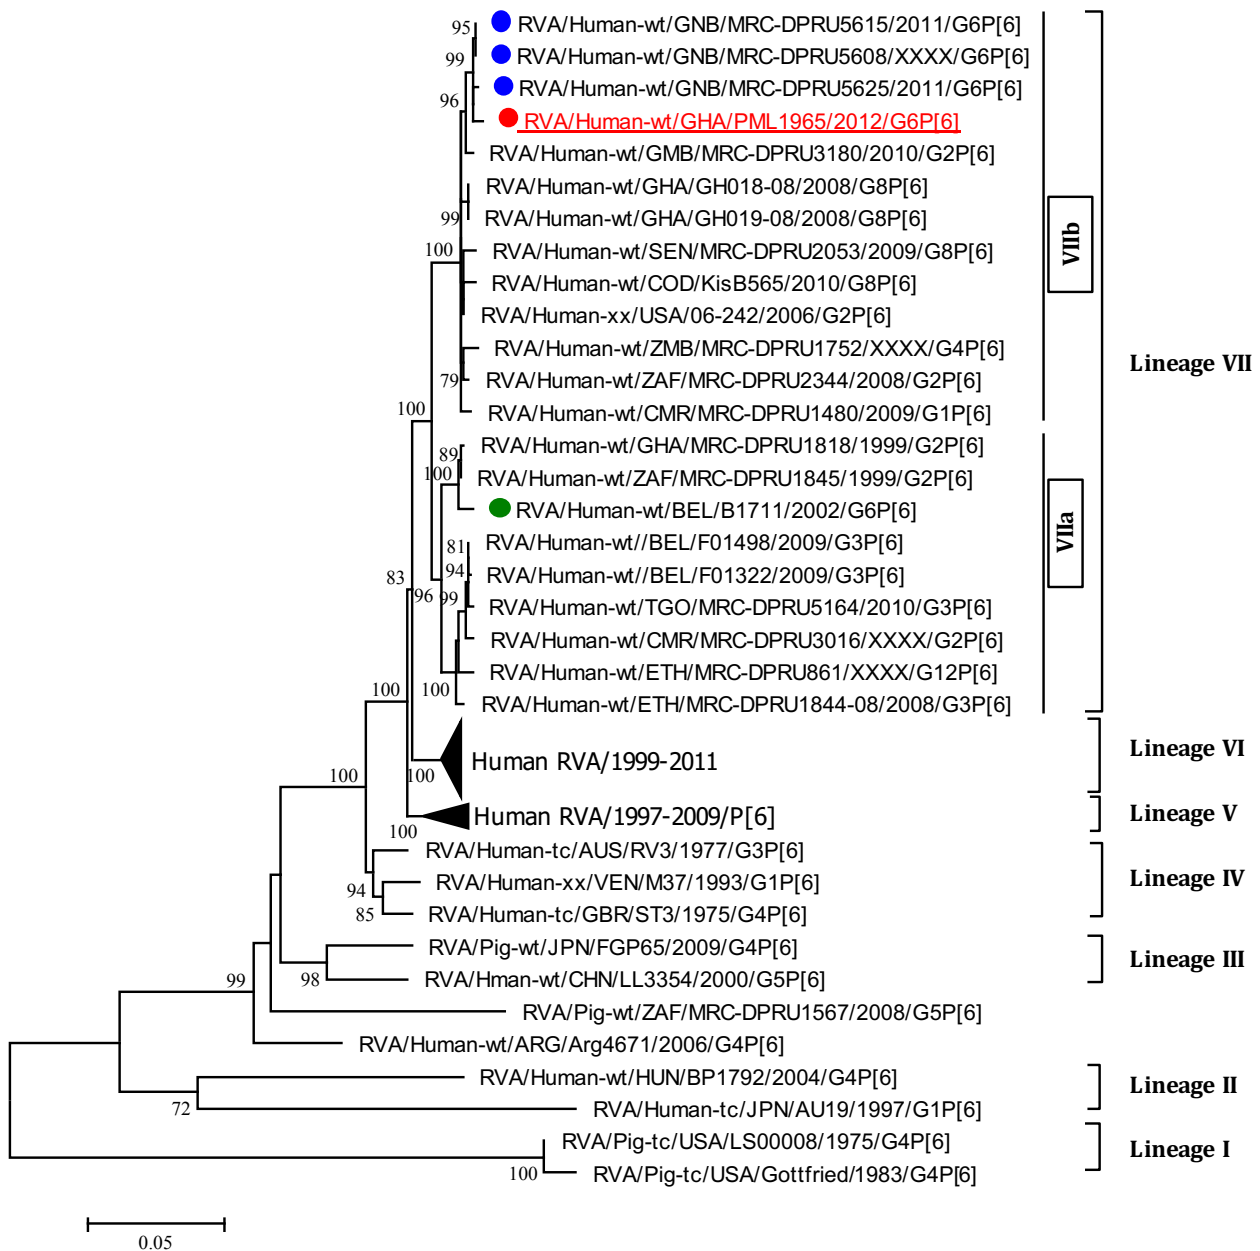 95
RVA/Human-wt/GNB/MRC-DPRU5615/2011/G6P[6]
99
RVA/Human-wt/GNB/MRC-DPRU5608/XXXX/G6P[6]
RVA/Human-wt/GNB/MRC-DPRU5625/2011/G6P[6]
96
RVA/Human-wt/GHA/PML1965/2012/G6P[6]
RVA/Human-wt/GMB/MRC-DPRU3180/2010/G2P[6]
RVA/Human-wt/GHA/GH018-08/2008/G8P[6]
99
RVA/Human-wt/GHA/GH019-08/2008/G8P[6]
VIIb
100
RVA/Human-wt/SEN/MRC-DPRU2053/2009/G8P[6]
RVA/Human-wt/COD/KisB565/2010/G8P[6]
RVA/Human-xx/USA/06-242/2006/G2P[6]
RVA/Human-wt/ZMB/MRC-DPRU1752/XXXX/G4P[6]
Lineage VII
79
RVA/Human-wt/ZAF/MRC-DPRU2344/2008/G2P[6]
100
RVA/Human-wt/CMR/MRC-DPRU1480/2009/G1P[6]
RVA/Human-wt/GHA/MRC-DPRU1818/1999/G2P[6]
89
100
RVA/Human-wt/ZAF/MRC-DPRU1845/1999/G2P[6]
RVA/Human-wt/BEL/B1711/2002/G6P[6]
VIIa
81
RVA/Human-wt//BEL/F01498/2009/G3P[6]
94
RVA/Human-wt//BEL/F01322/2009/G3P[6]
83
96
99
RVA/Human-wt/TGO/MRC-DPRU5164/2010/G3P[6]
RVA/Human-wt/CMR/MRC-DPRU3016/XXXX/G2P[6]
RVA/Human-wt/ETH/MRC-DPRU861/XXXX/G12P[6]
100
100
RVA/Human-wt/ETH/MRC-DPRU1844-08/2008/G3P[6]
Lineage VI
Human RVA/1999-2011
100
100
Human RVA/1997-2009/P[6]
Lineage V
100
RVA/Human-tc/AUS/RV3/1977/G3P[6]
94
RVA/Human-xx/VEN/M37/1993/G1P[6]
Lineage IV
85
RVA/Human-tc/GBR/ST3/1975/G4P[6]
RVA/Pig-wt/JPN/FGP65/2009/G4P[6]
Lineage III
99
98
RVA/Hman-wt/CHN/LL3354/2000/G5P[6]
RVA/Pig-wt/ZAF/MRC-DPRU1567/2008/G5P[6]
RVA/Human-wt/ARG/Arg4671/2006/G4P[6]
RVA/Human-wt/HUN/BP1792/2004/G4P[6]
Lineage II
72
RVA/Human-tc/JPN/AU19/1997/G1P[6]
RVA/Pig-tc/USA/LS00008/1975/G4P[6]
Lineage I
100
RVA/Pig-tc/USA/Gottfried/1983/G4P[6]
0.05